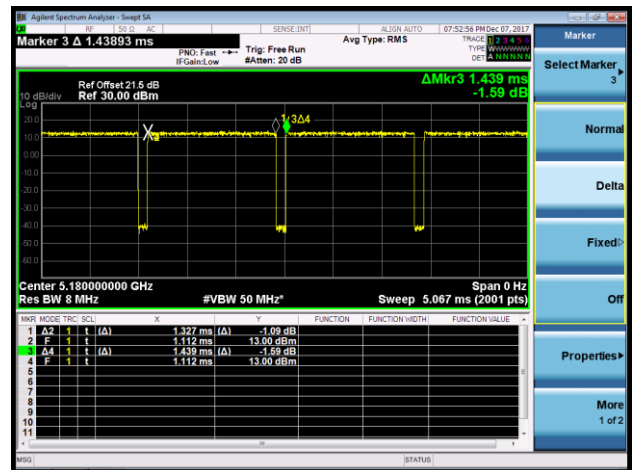 Agilent Spectrum Analyzer - Swept SA
RF 50 Ω AC SENSE:INT ALIGN AUTO 07:52:56 PM Dec 07, 2017
Marker 3 Δ 1.43893 ms
PNO: Fast
IFGain:Low
Trig: Free Run
#Atten: 20 dB
Avg Type: RMS
TRACE 1 2 3 4 5 6
TYPE WWWWWW
DET A N N N N N
ΔMkr3 1.439 ms
-1.59 dB
Ref Offset 21.5 dB
10 dB/div Ref 30.00 dBm
Log
20.0
10.0
0.00
-10.0
-20.0
-30.0
-40.0
-50.0
-60.0
3Δ4
Center 5.180000000 GHz Span 0 Hz
Res BW 8 MHz #VBW 50 MHz* Sweep 5.067 ms (2001 pts)
MKR MODE TRC SCL X Y FUNCTION FUNCTION WIDTH FUNCTION VALUE
1 Δ2 1 t (Δ) 1.327 ms (Δ) -1.09 dB
2 F 1 t 1.112 ms 13.00 dBm
3 Δ4 1 t (Δ) 1.439 ms (Δ) -1.59 dB
4 F 1 t 1.112 ms 13.00 dBm
5
6
7
8
9
10
11
MSG STATUS
Marker
Select Marker
3
Normal
Delta
Fixed
Off
Properties
More
1 of 2